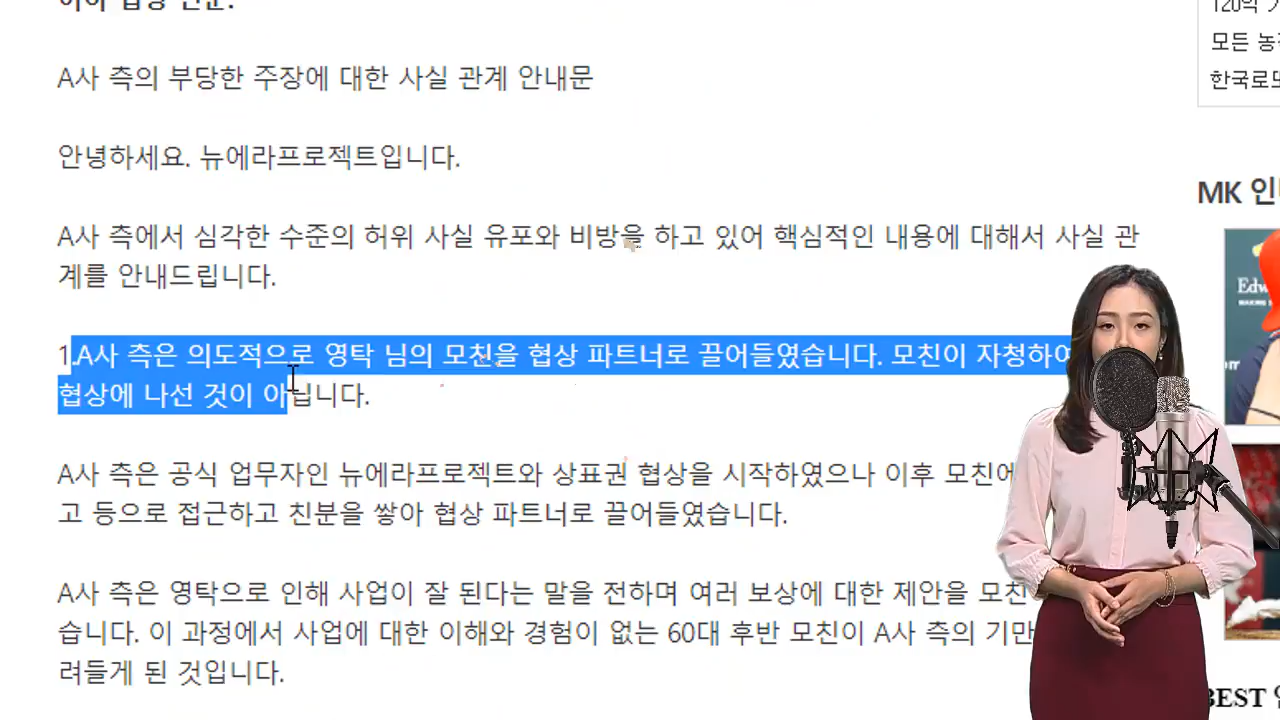 A사 측의 부당한 주장에 대한 사실 관계 안내문
안녕하세요. 뉴에라프로젝트입니다.
A사 측에서 심각한 수준의 허위 사실 유포와 비방을 하고 있어 핵심적인 내용에 대해서 사실 관
계를 안내드립니다.
1.A사 측은 의도적으로 영탁 님의 모친을 협상 파트너로 끌어들였습니다. 모친이 자청하여
협상에 나선 것이 아닙니다.
A사 측은 공식 업무자인 뉴에라프로젝트와 상표권 협상을 시작하였으나 이후 모친에
고 등으로 접근하고 친분을 쌓아 협상 파트너로 끌어들였습니다.
A사 측은 영탁으로 인해 사업이 잘 된다는 말을 전하며 여러 보상에 대한 제안을 모친
습니다. 이 과정에서 사업에 대한 이해와 경험이 없는 60대 후반 모친이 A사 측의 기만
려들게 된 것입니다.
120억
모든
MK
BEST